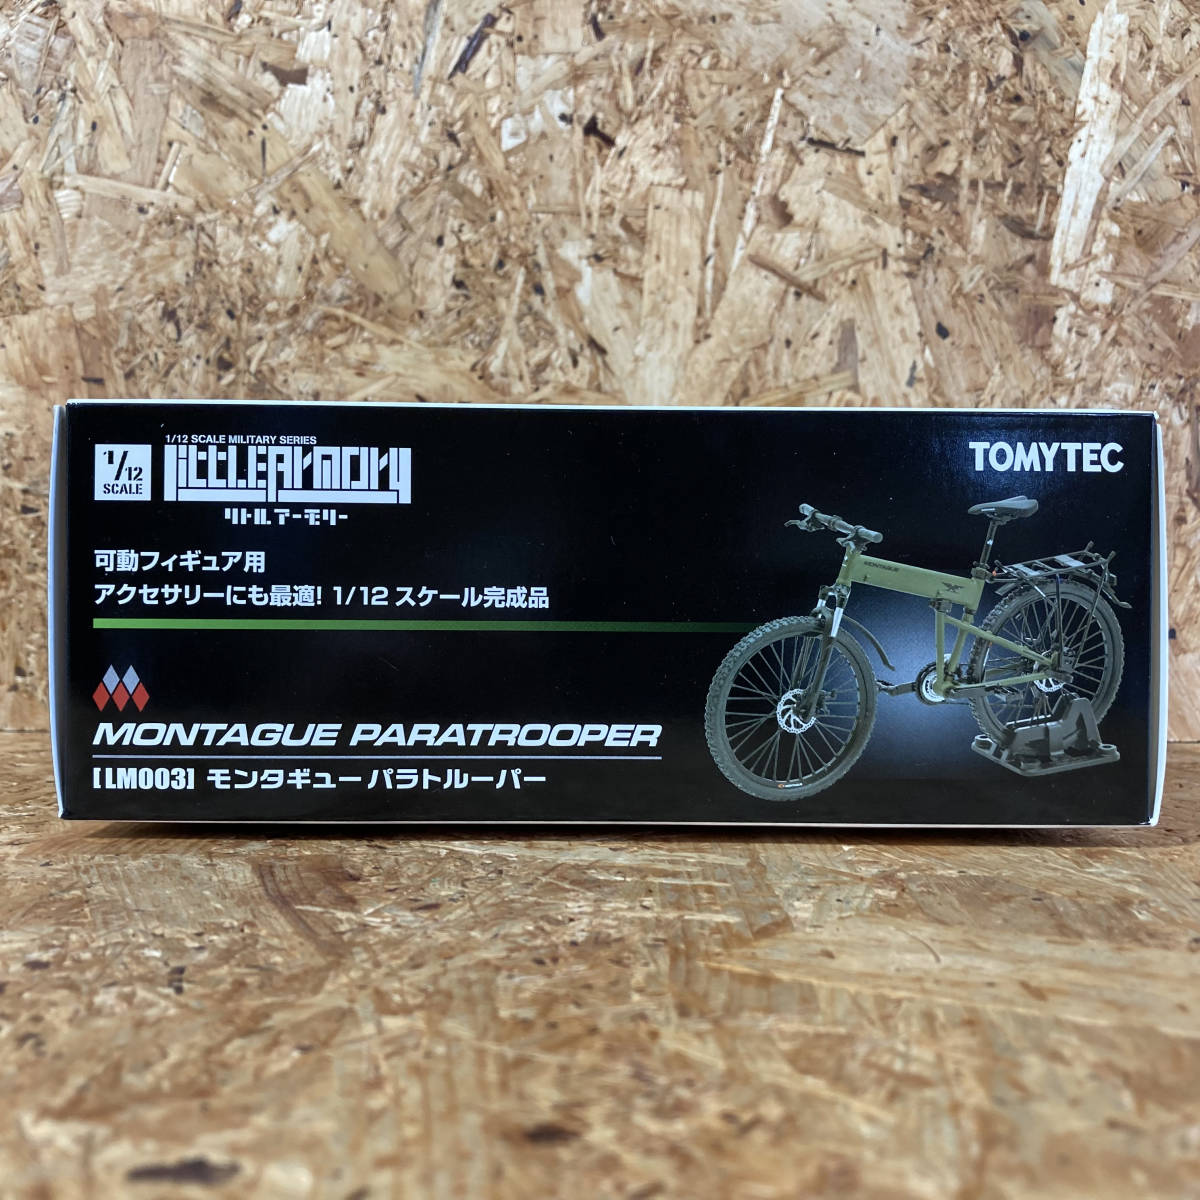 1/12 SCALE MILITARY SERIES
1/12 SCALE
LITTLEARMORY
リトルアーモリー
TOMYTEC
可動フィギュア用
アクセサリーにも最適! 1/12 スケール完成品
MONTAGUE
MONTAGUE PARATROOPER
[LM003] モンタギュー パラトルーパー